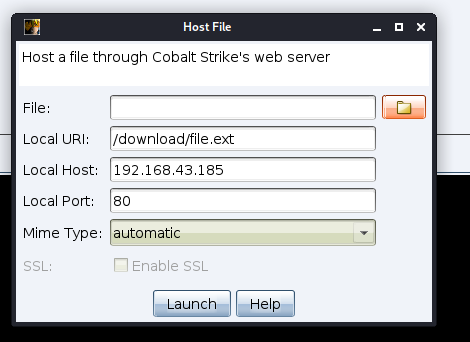 Host File
Host a file through Cobalt Strike's web server
File:
Local URI: /download/file.ext
Local Host: 192.168.43.185
Local Port: 80
Mime Type: automatic
SSL: Enable SSL
Launch Help